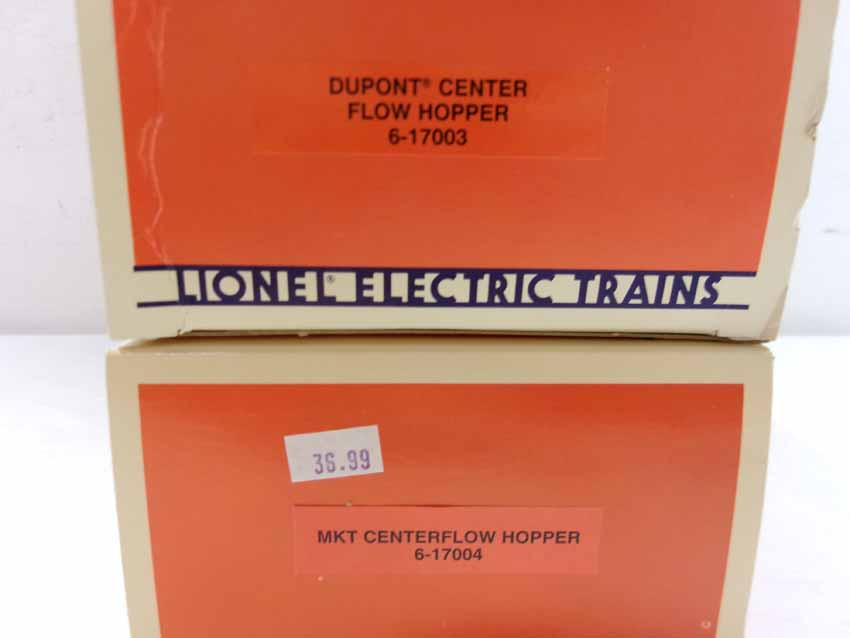 DUPONT® CENTER
FLOW HOPPER
6-17003
LIONEL® ELECTRIC TRAINS
36.99
MKT CENTERFLOW HOPPER
6-17004